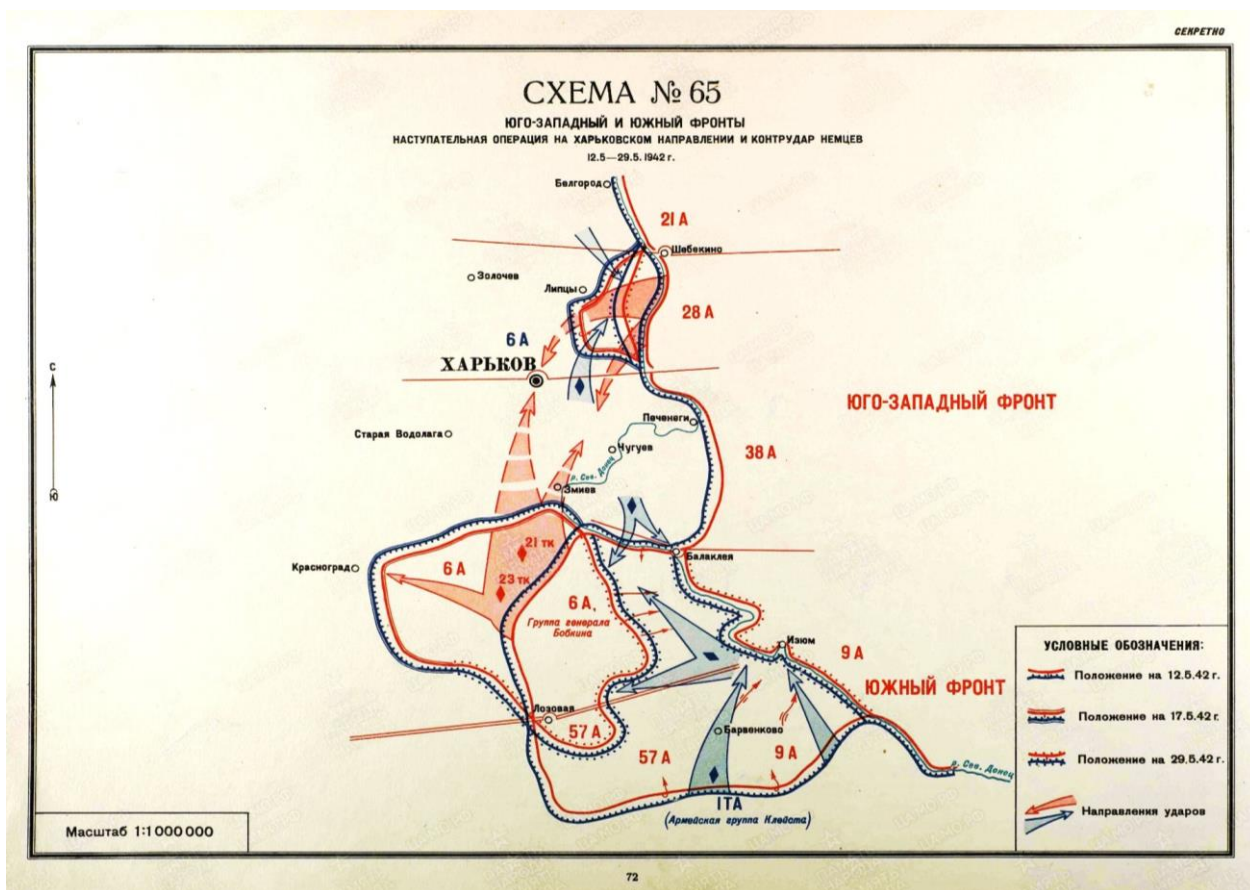 СЕКРЕТНО
СХЕМА № 65
ЮГО-ЗАПАДНЫЙ И ЮЖНЫЙ ФРОНТЫ
НАСТУПАТЕЛЬНАЯ ОПЕРАЦИЯ НА ХАРЬКОВСКОМ НАПРАВЛЕНИИ И КОНТРУДАР НЕМЦЕВ
12.5—29.5.1942 г.
Белгород
21 А
Шебекино
Золочев
Липцы
28 А
6 А
ХАРЬКОВ
С
Ю
ЮГО-ЗАПАДНЫЙ ФРОНТ
Печенеги
Старая Водолага
Чугуев
38 А
р. Сев. Донец
Змиев
21 тк
Балаклея
Красноград
6 А
23 тк
6 А,
Группа генерала
Бобкина
Изюм
9 А
ЮЖНЫЙ ФРОНТ
Лозовая
57 А
Барвенково
57 А
9 А
р. Сев. Донец
1ТА
(Армейская группа Клейста)
УСЛОВНЫЕ ОБОЗНАЧЕНИЯ:
Положение на 12.5.42 г.
Положение на 17.5.42 г.
Положение на 29.5.42 г.
Направления ударов
Масштаб 1:1 000 000
72